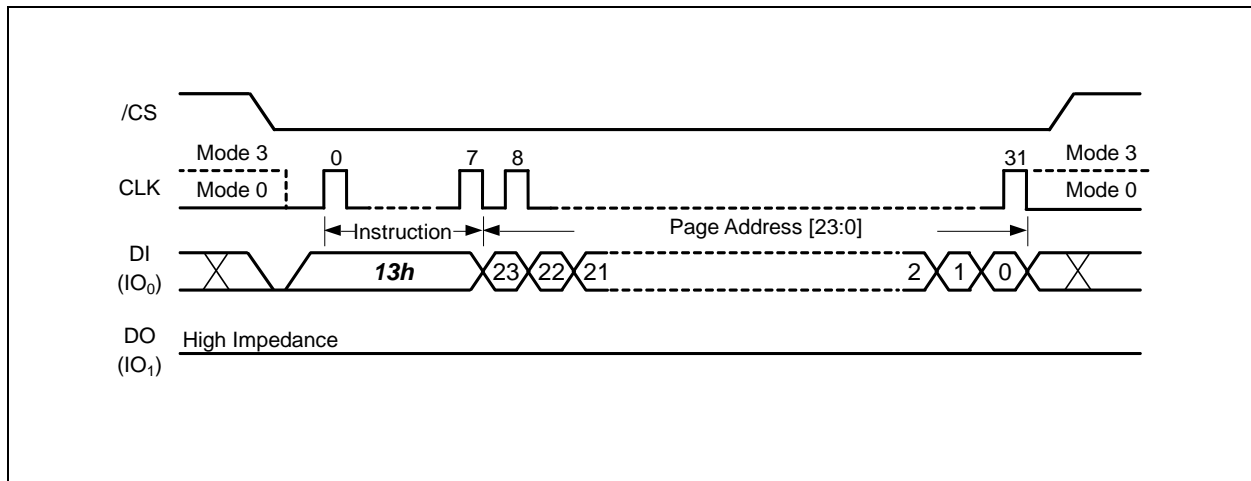 /CS
Mode 3 0 7 8 31 Mode 3
CLK Mode 0 Mode 0
Instruction Page Address [23:0]
DI
(IO₀) 13h 23 22 21 2 1 0
DO High Impedance
(IO₁)